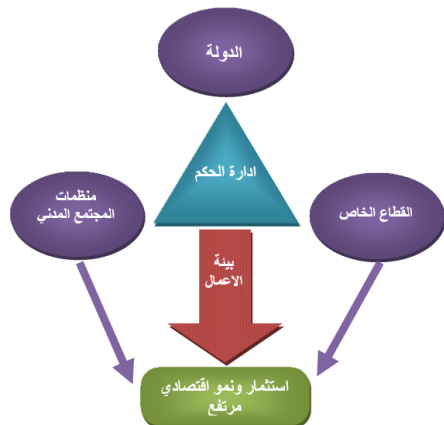 الدولة
ادارة الحكم
منظمات
المجتمع المدني
القطاع الخاص
بيئة
الاعمال
استثمار ونمو اقتصادي
مرتفع